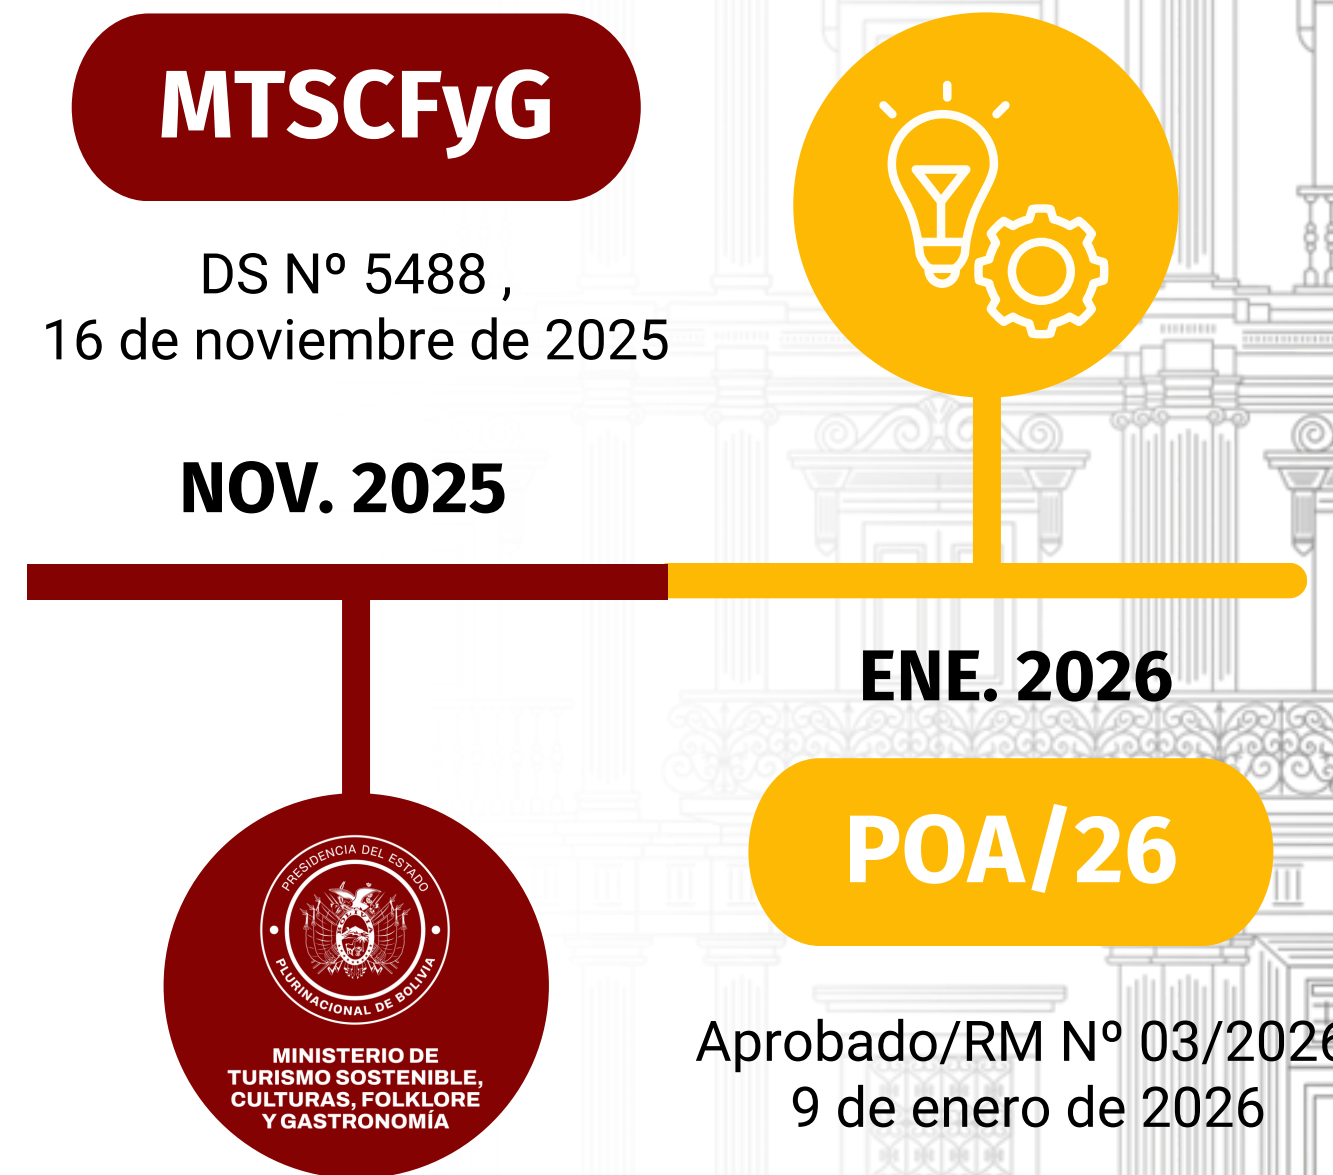 MTSCFyG
DS Nº 5488 ,
16 de noviembre de 2025
NOV. 2025
PRESIDENCIA DEL ESTADO
PLURINACIONAL DE BOLIVIA
MINISTERIO DE
TURISMO SOSTENIBLE,
CULTURAS, FOLKLORE
Y GASTRONOMÍA
ENE. 2026
POA/26
Aprobado/RM Nº 03/2026
9 de enero de 2026